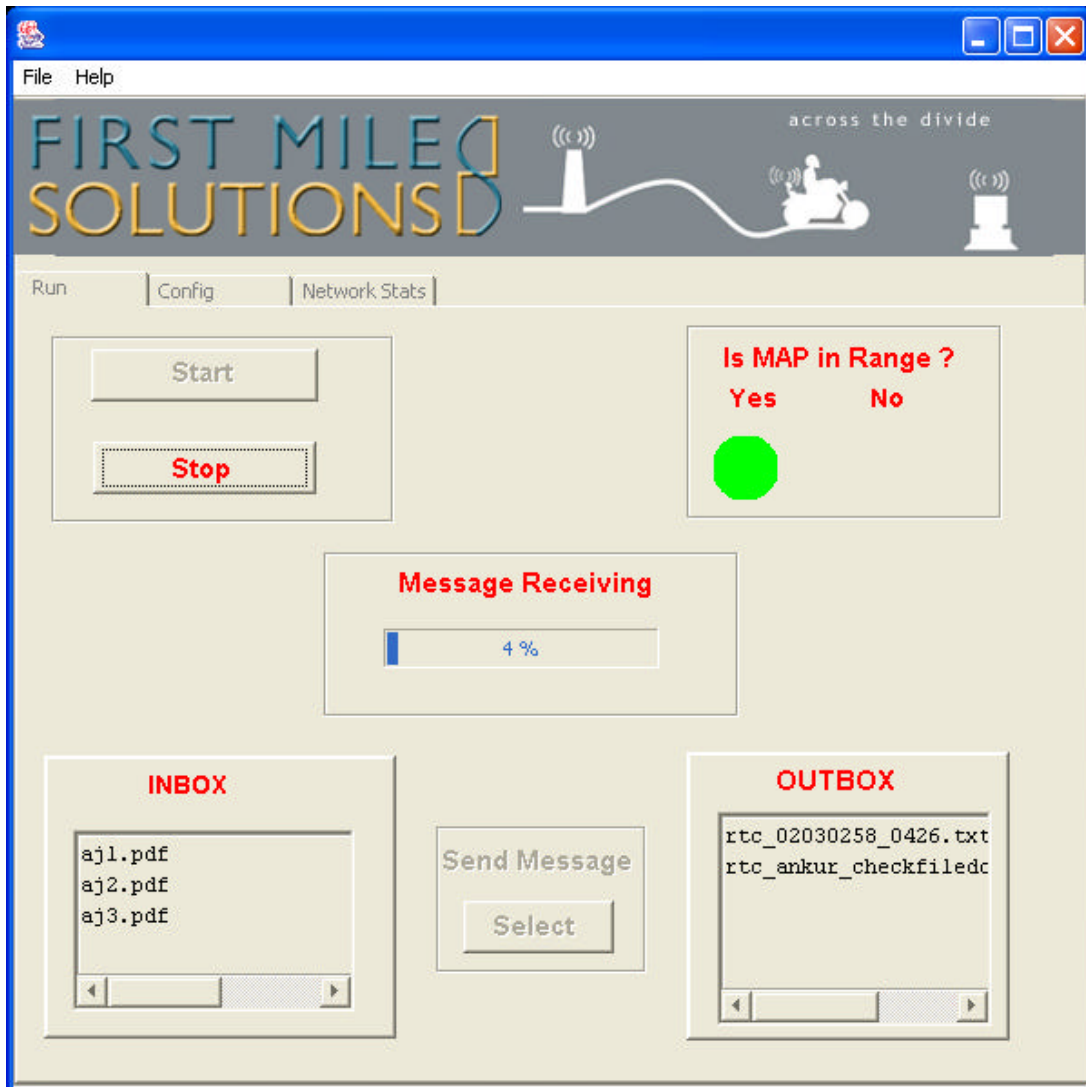 File Help
FIRST MILE
SOLUTIONS
across the divide
Run Config Network Stats
Start
Stop
Is MAP in Range ?
Yes No
Message Receiving
4 %
INBOX
aj1.pdf
aj2.pdf
aj3.pdf
Send Message
Select
OUTBOX
rtc_02030258_0426.txt
rtc_ankur_checkfiledc